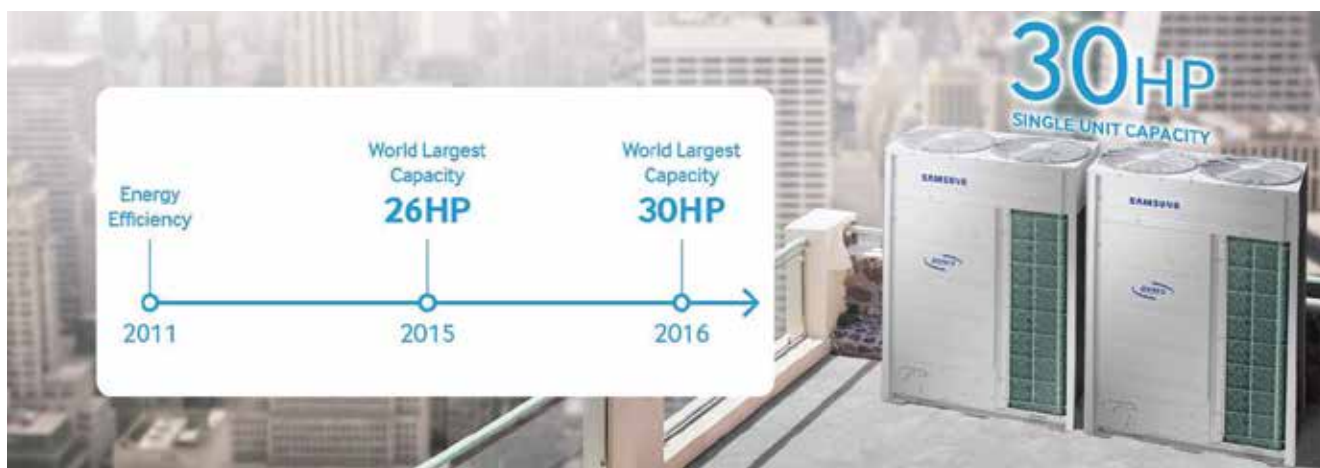 30HP
SINGLE UNIT CAPACITY
Energy
Efficiency
World Largest
Capacity
26HP
World Largest
Capacity
30HP
2011
2015
2016
SAMSUNG
SAMSUNG